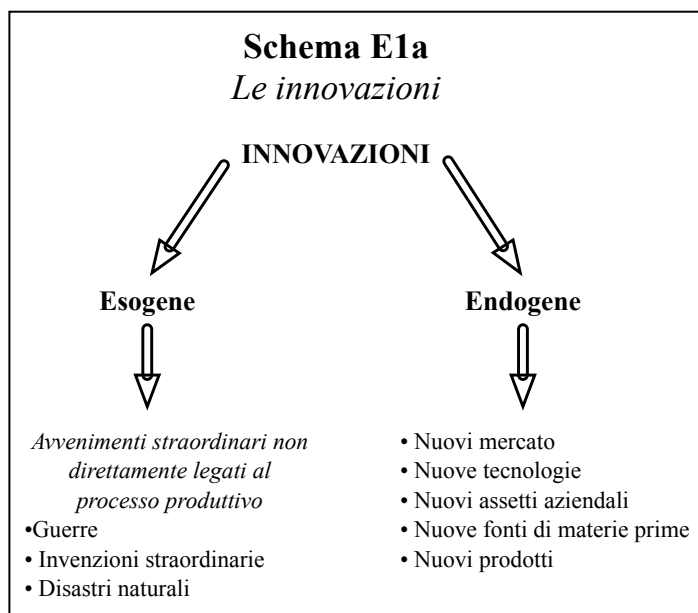 Schema E1a
Le innovazioni
INNOVAZIONI
Esogene
Avvenimenti straordinari non
direttamente legati al
processo produttivo
•Guerre
• Invenzioni straordinarie
• Disastri naturali
Endogene
• Nuovi mercato
• Nuove tecnologie
• Nuovi assetti aziendali
• Nuove fonti di materie prime
• Nuovi prodotti